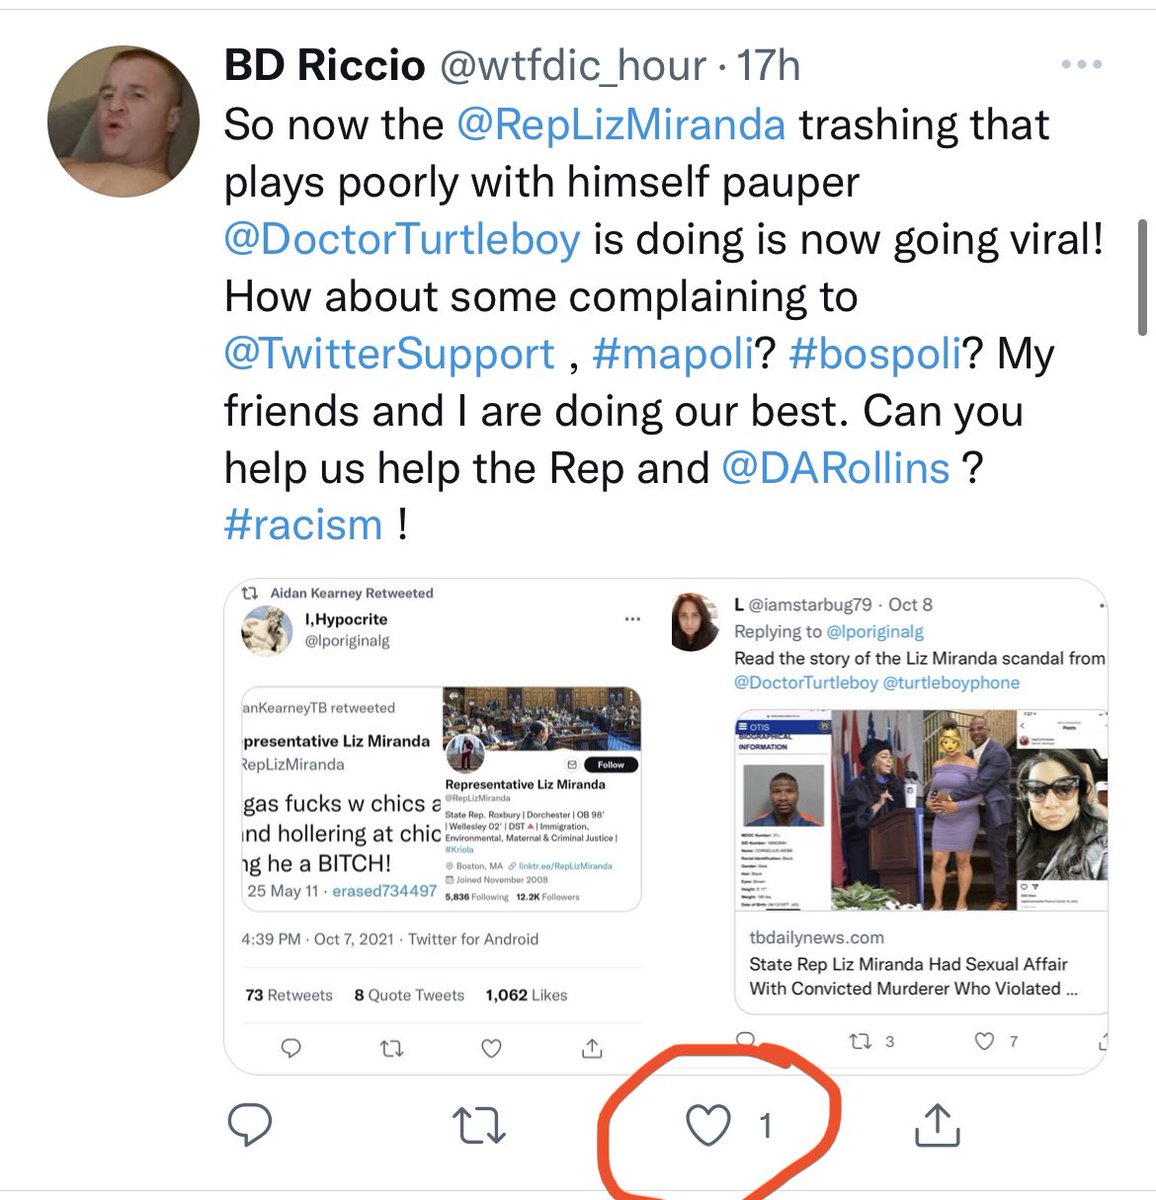 BD Riccio @wtfdic_hour · 17h
So now the @RepLizMiranda trashing that
plays poorly with himself pauper
@DoctorTurtleboy is doing is now going viral!
How about some complaining to
@TwitterSupport , #mapoli? #bospoli? My
friends and I are doing our best. Can you
help us help the Rep and @DARollins ?
#racism !
Aidan Kearney Retweeted
I,Hypocrite
@lporiginalg
anKearneyTB retweeted
presentative Liz Miranda
RepLizMiranda
gas fucks w chics a
nd hollering at chic
ng he a BITCH!
25 May 11 · erased734497
Follow
Representative Liz Miranda
@RepLizMiranda
State Rep. Roxbury | Dorchester | OB 98'
| Wellesley 02' | DST | Immigration,
Environmental, Maternal & Criminal Justice |
#Kriola
Boston, MA linktr.ee/RepLizMiranda
Joined November 2008
5,836 Following 12.2K Followers
4:39 PM · Oct 7, 2021 · Twitter for Android
73 Retweets 8 Quote Tweets 1,062 Likes
L @iamstarbug79 · Oct 8
Replying to @lporiginalg
Read the story of the Liz Miranda scandal from
@DoctorTurtleboy @turtleboyphone
OTIS
BIOGRAPHICAL
INFORMATION
Posts
tbdailynews.com
State Rep Liz Miranda Had Sexual Affair
With Convicted Murderer Who Violated ...
3
7
1